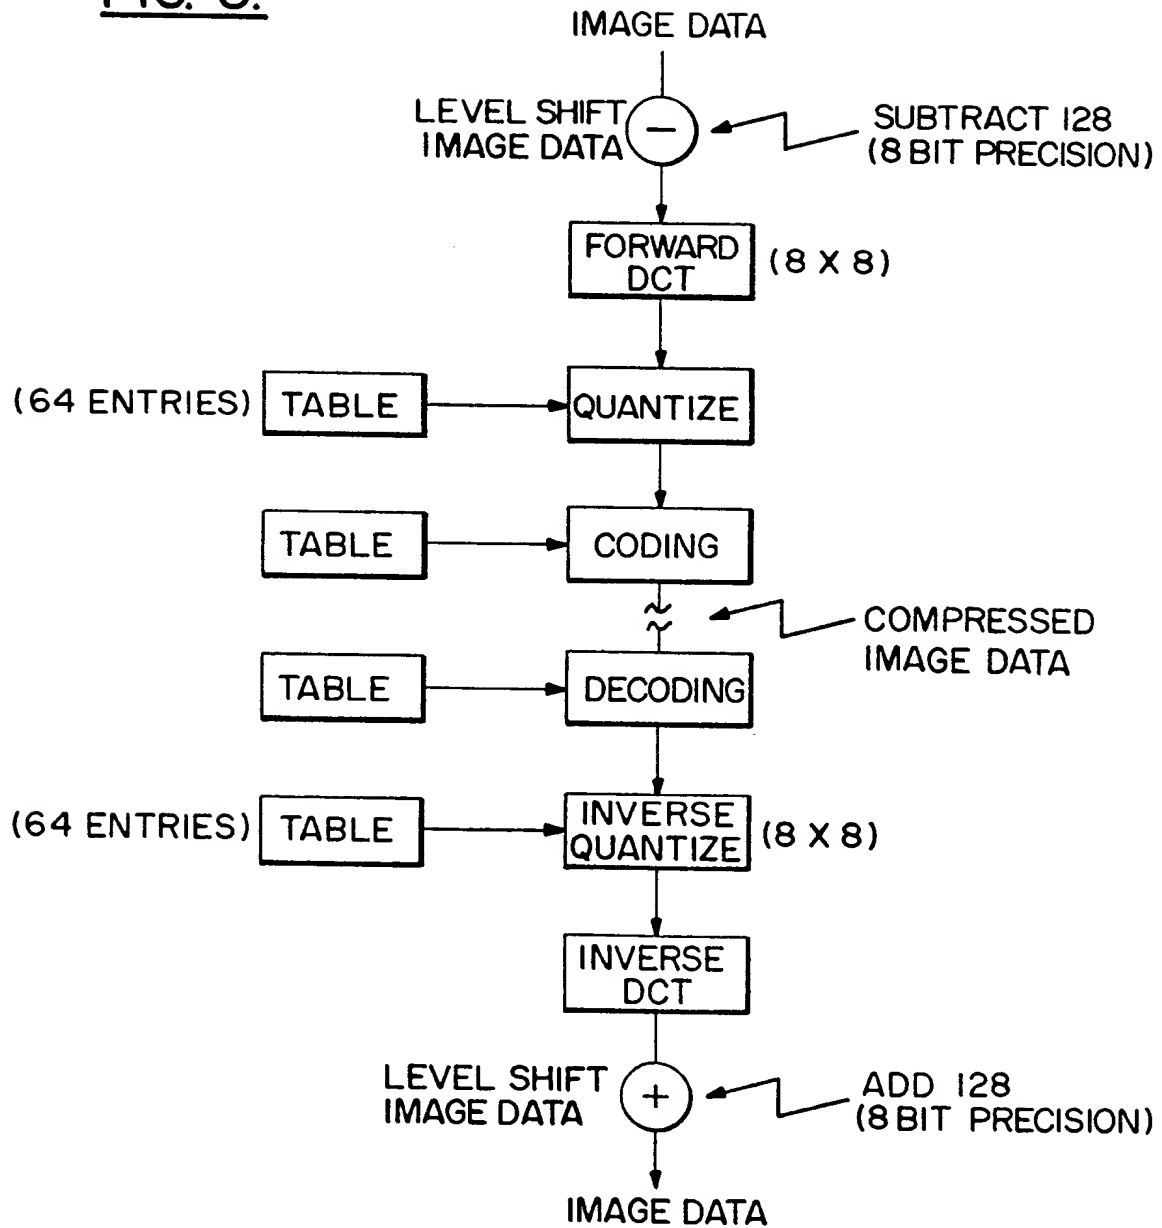 IMAGE DATA
LEVEL SHIFT
IMAGE DATA
−
SUBTRACT 128
(8 BIT PRECISION)
FORWARD
DCT
(8 X 8)
(64 ENTRIES)
TABLE
QUANTIZE
TABLE
CODING
COMPRESSED
IMAGE DATA
TABLE
DECODING
(64 ENTRIES)
TABLE
INVERSE
QUANTIZE
(8 X 8)
INVERSE
DCT
LEVEL SHIFT
IMAGE DATA
+
ADD 128
(8 BIT PRECISION)
IMAGE DATA